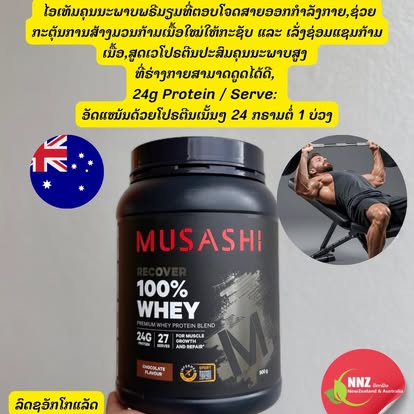 ໄອເທັມຄຸນນະພາບພຣີມຽມທີ່ຕອບໂຈດສາຍອອກກຳລັງກາຍ,ຊ່ວຍ
ກະຕຸ້ນການສ້າງມວນກ້າມເນື້ອໃໝ່ໃຫ້ກະຊັບ ແລະ ເລັ່ງຊ່ອມແຊມກ້າມ
ເນື້ອ,ສູດເວໂປຣຕີນປະສົມຄຸນນະພາບສູງ
ທີ່ຮ່າງກາຍສາມາດດູດໄດ້ດີ,
24g Protein / Serve:
ອັດແໜ້ນດ້ວຍໂປຣຕີນເນັ້ນໆ 24 ກຣາມຕໍ່ 1 ບ່ວງ
MUSASHI
RECOVER
100%
WHEY
PREMIUM WHEY PROTEIN BLEND
24G
PROTEIN
27
SERVES
FOR MUSCLE
GROWTH
AND REPAIR*
CHOCOLATE
FLAVOUR
900 g
ລົດຊອັກໂກແລັດ
NNZ
NewZealand & Australia